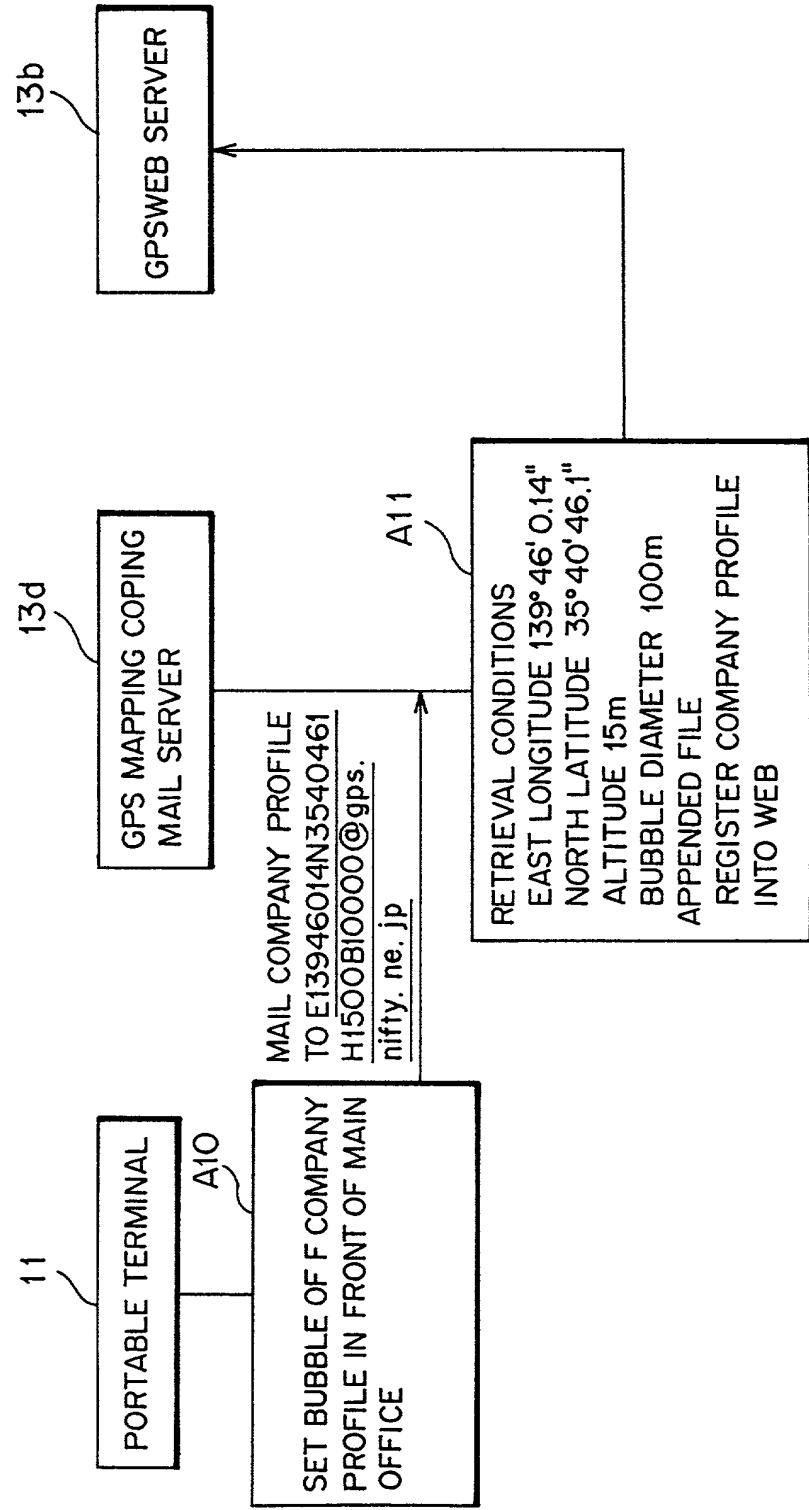 11
PORTABLE TERMINAL
A10
SET BUBBLE OF F COMPANY
PROFILE IN FRONT OF MAIN
OFFICE
MAIL COMPANY PROFILE
TO E13946014N3540461
H1500B10000@gps.
nifty. ne. jp
13d
GPS MAPPING COPING
MAIL SERVER
A11
RETRIEVAL CONDITIONS
EAST LONGITUDE 139°46'0.14"
NORTH LATITUDE 35°40'46.1"
ALTITUDE 15m
BUBBLE DIAMETER 100m
APPENDED FILE
REGISTER COMPANY PROFILE
INTO WEB
13b
GPSWEB SERVER